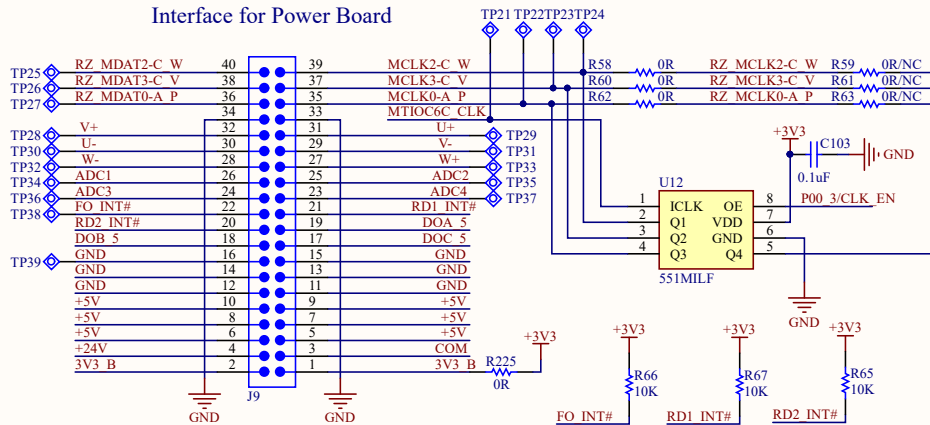 Interface for Power Board
TP21 TP22 TP23 TP24
TP25 RZ_MDAT2-C_W 40 39 MCLK2-C_W R58 0R RZ_MCLK2-C_W R59 0R/NC
TP26 RZ_MDAT3-C_V 38 37 MCLK3-C_V R60 0R RZ_MCLK3-C_V R61 0R/NC
TP27 RZ_MDAT0-A_P 36 35 MCLK0-A_P R62 0R RZ_MCLK0-A_P R63 0R/NC
34 33 MTIOC6C_CLK
TP28 V+ 32 31 U+ TP29
TP30 U- 30 29 V- TP31
TP32 W- 28 27 W+ TP33
TP34 ADC1 26 25 ADC2 TP35
TP36 ADC3 24 23 ADC4 TP37
TP38 FO_INT# 22 21 RD1_INT#
RD2_INT# 20 19 DOA_5
DOB_5 18 17 DOC_5
TP39 GND 16 15 GND
GND 14 13 GND
GND 12 11 GND
+5V 10 9 +5V
+5V 8 7 +5V
+5V 6 5 +5V
+24V 4 3 COM
3V3_B 2 1 3V3_B R225 0R +3V3
GND J9 GND
+3V3 C103 0.1uF GND
U12
1 ICLK OE 8 P00_3/CLK_EN
2 Q1 VDD 7
3 Q2 GND 6
4 Q3 Q4 5
551MILF
GND
+3V3 +3V3 +3V3
R66 10K R67 10K R65 10K
FO_INT# RD1_INT# RD2_INT#